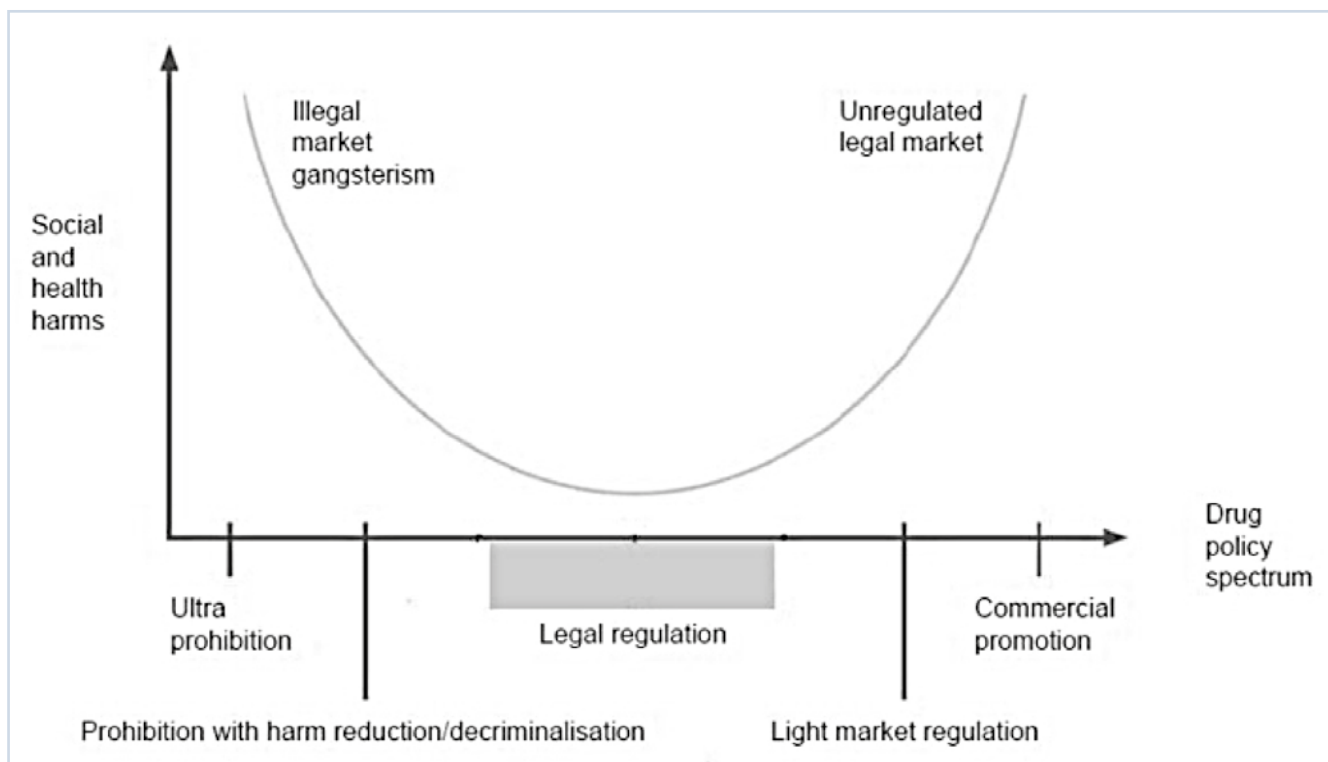 Illegal
market
gangsterism
Unregulated
legal market
Social
and
health
harms
Drug
policy
spectrum
Ultra
prohibition
Legal regulation
Commercial
promotion
Prohibition with harm reduction/decriminalisation
Light market regulation